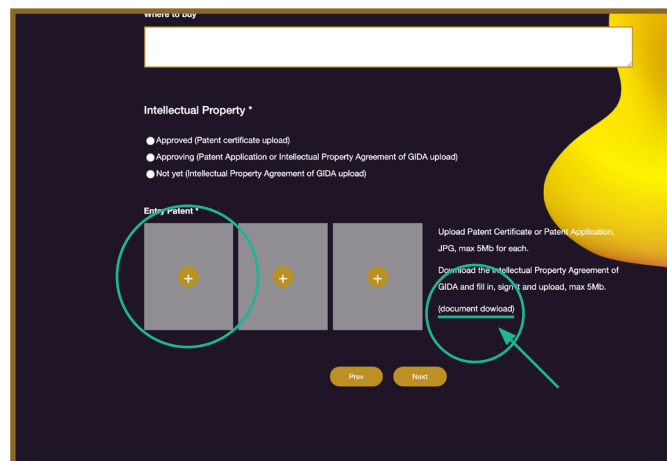 Where to buy
Intellectual Property *
Approved (Patent certificate upload)
Approving (Patent Application or Intellectual Property Agreement of GIDA upload)
Not yet (Intellectual Property Agreement of GIDA upload)
Entry Patent *
Upload Patent Certificate or Patent Application,
JPG, max 5Mb for each.
Download the Intellectual Property Agreement of
GIDA and fill in, sign it and upload, max 5Mb.
(document dowload)
+
+
+
Prev
Next